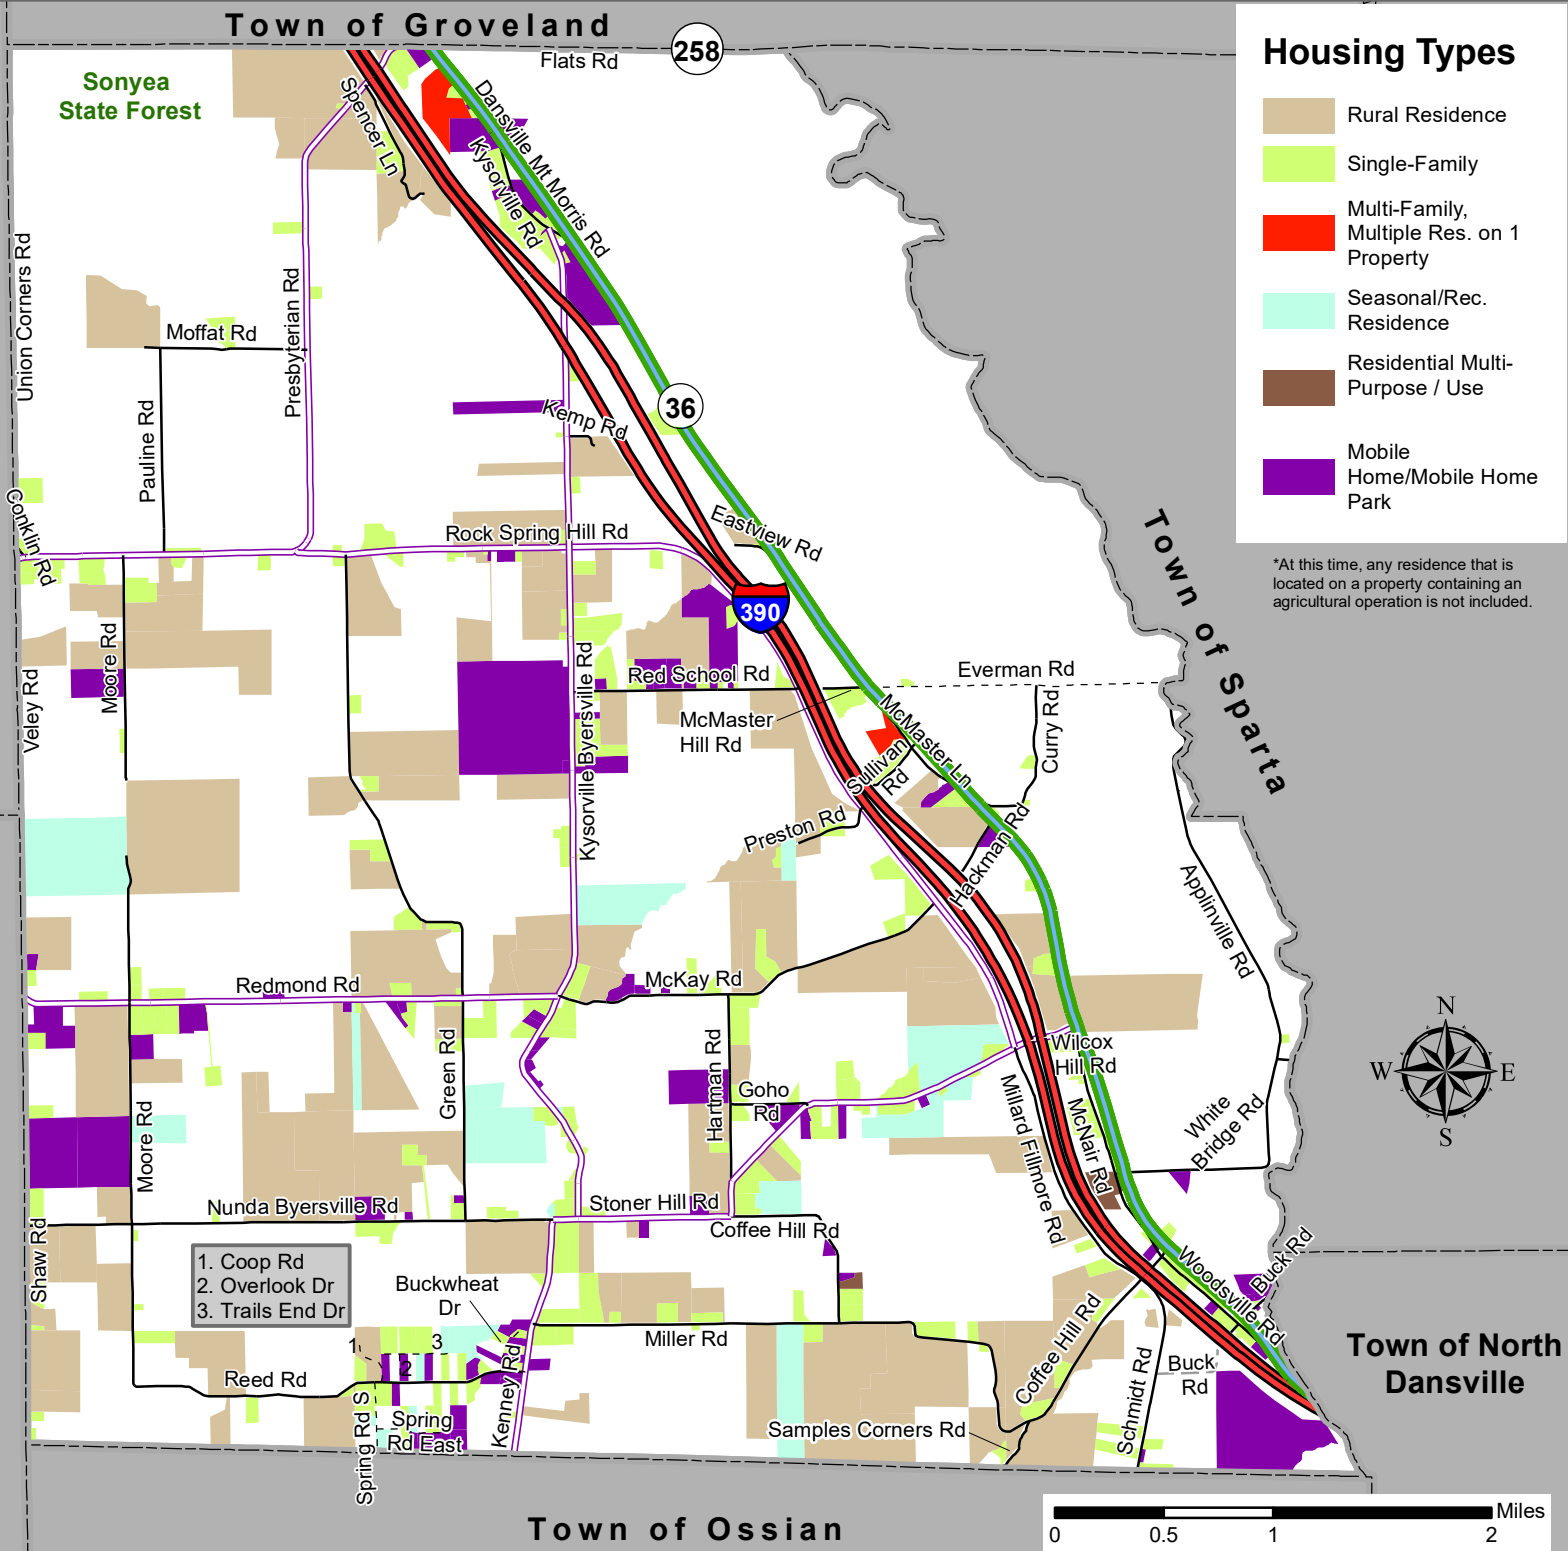 Town of Groveland
258
Flats Rd
Sonyea
State Forest
Spencer Ln
Dansville Mt Morris Rd
Kysorville Rd
Union Corners Rd
Presbyterian Rd
Moffat Rd
Pauline Rd
36
Kemp Rd
Conklin Rd
Rock Spring Hill Rd
Eastview Rd
390
Town of Sparta
Housing Types
Rural Residence
Single-Family
Multi-Family,
Multiple Res. on 1
Property
Seasonal/Rec.
Residence
Residential Multi-
Purpose / Use
Mobile
Home/Mobile Home
Park
*At this time, any residence that is
located on a property containing an
agricultural operation is not included.
Veley Rd
Moore Rd
Kysorville Byersville Rd
Red School Rd
Everman Rd
McMaster
Hill Rd
McMaster Ln
Curry Rd
Sullivan
Rd
Preston Rd
Hackman Rd
Applinville Rd
Redmond Rd
McKay Rd
Green Rd
Hartman Rd
Goho
Rd
Wilcox
Hill Rd
Millard Fillmore Rd
McNair Rd
White
Bridge Rd
N
W
E
S
Moore Rd
Nunda Byersville Rd
Stoner Hill Rd
Coffee Hill Rd
Shaw Rd
1. Coop Rd
2. Overlook Dr
3. Trails End Dr
Buckwheat
Dr
1
3
2
Miller Rd
Woodsville Rd
Buck Rd
Coffee Hill Rd
Schmidt Rd
Buck
Rd
Town of North
Dansville
Reed Rd
Spring Rd S
Spring
Rd East
Kenney Rd
Samples Corners Rd
Town of Ossian
Miles
0
0.5
1
2